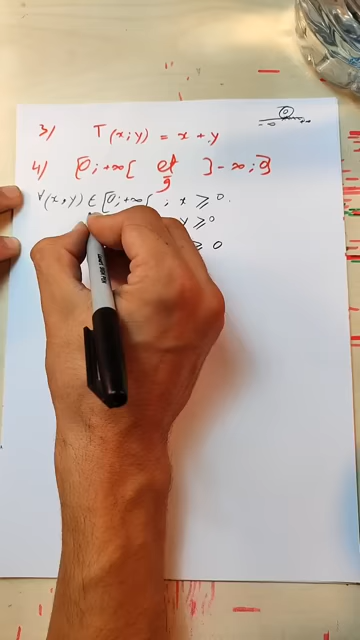 3) T(x;y) = x + y
4) [0;+∞[ et ]-∞;0]
∀(x,y) ∈ [0;+∞[ ; x ⩾ 0.
y ⩾ 0
⩾ 0